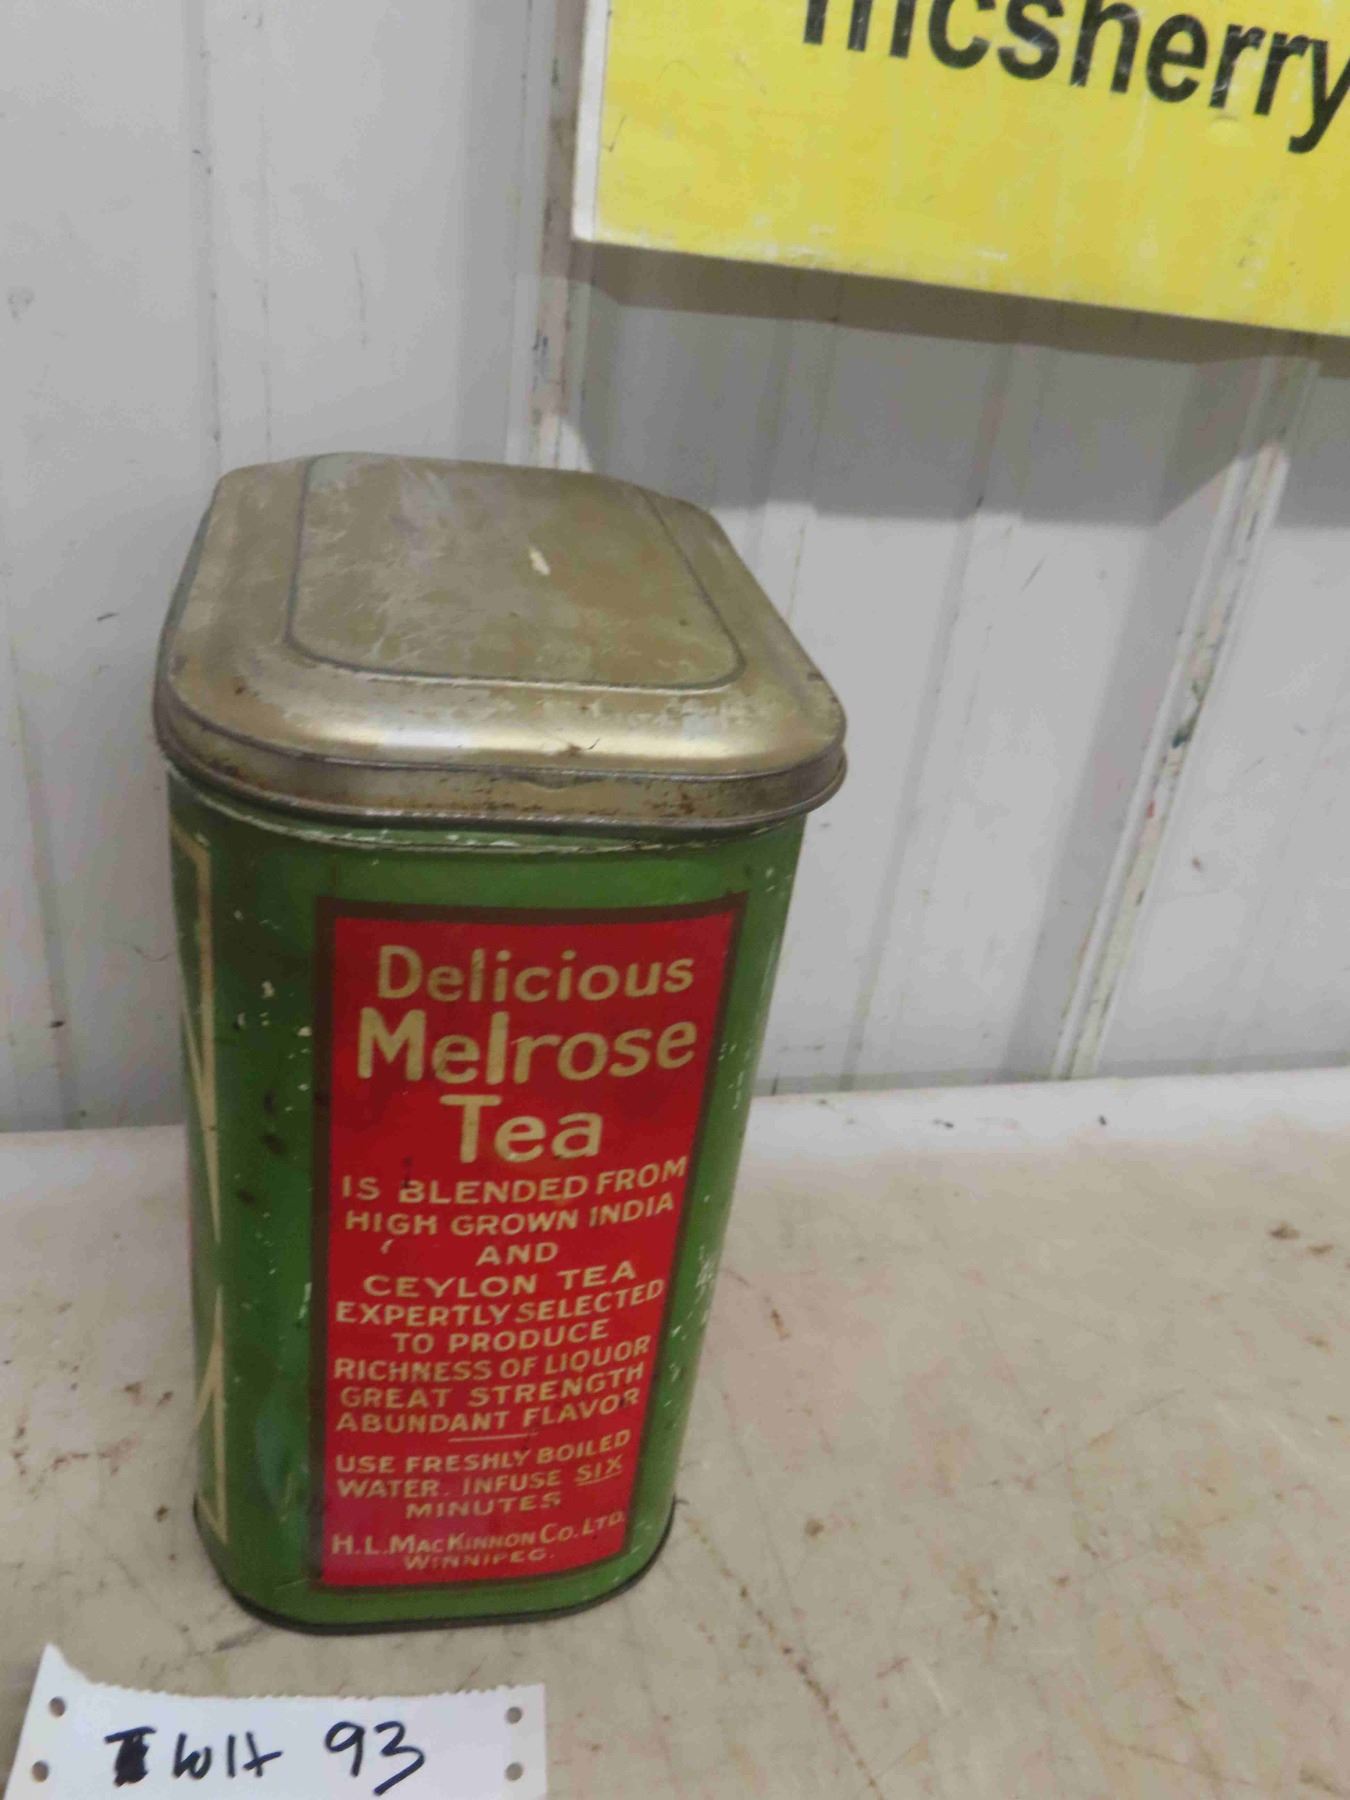 mcsherry
Delicious
Melrose
Tea
IS BLENDED FROM
HIGH GROWN INDIA
AND
CEYLON TEA
EXPERTLY SELECTED
TO PRODUCE
RICHNESS OF LIQUOR
GREAT STRENGTH
ABUNDANT FLAVOR
USE FRESHLY BOILED
WATER. INFUSE SIX
MINUTES
H.L. MACKINNON CO. LTD.
WINNIPEG.
93